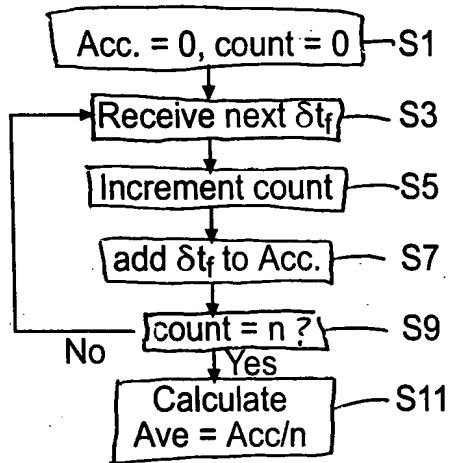 Acc. = 0, count = 0 S1
Receive next δtf S3
Increment count S5
add δtf to Acc. S7
count = n ? S9
No
Yes
Calculate S11
Ave = Acc/n